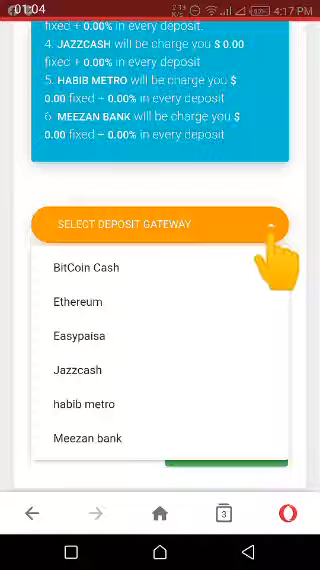 01:04
4:17 PM
fixed + 0.00% in every deposit.
4. JAZZCASH will be charge you $ 0.00
fixed + 0.00% in every deposit
5. HABIB METRO will be charge you $
0.00 fixed + 0.00% in every deposit
6. MEEZAN BANK will be charge you $
0.00 fixed + 0.00% in every deposit
SELECT DEPOSIT GATEWAY
BitCoin Cash
Ethereum
Easypaisa
Jazzcash
habib metro
Meezan bank
3